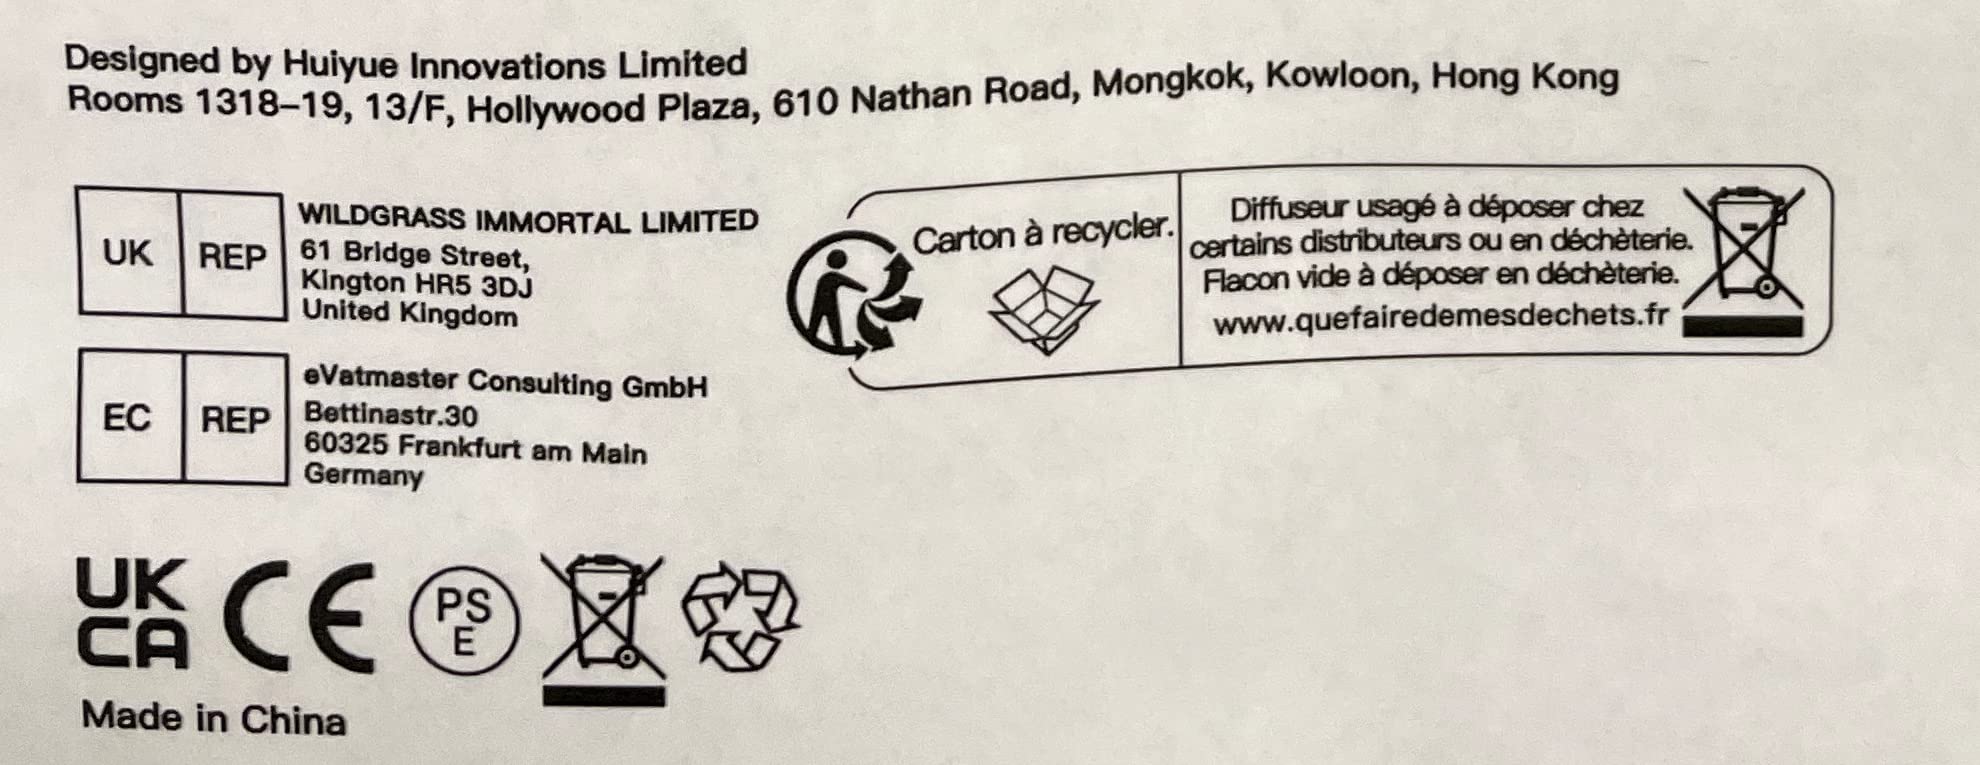 Designed by Huiyue Innovations Limited
Rooms 1318–19, 13/F, Hollywood Plaza, 610 Nathan Road, Mongkok, Kowloon, Hong Kong
UK REP
WILDGRASS IMMORTAL LIMITED
61 Bridge Street,
Kington HR5 3DJ
United Kingdom
EC REP
eVatmaster Consulting GmbH
Bettinastr.30
60325 Frankfurt am Main
Germany
Carton à recycler.
Diffuseur usagé à déposer chez
certains distributeurs ou en déchèterie.
Flacon vide à déposer en déchèterie.
www.quefairedemesdechets.fr
UK
CA
CE
PS
E
Made in China